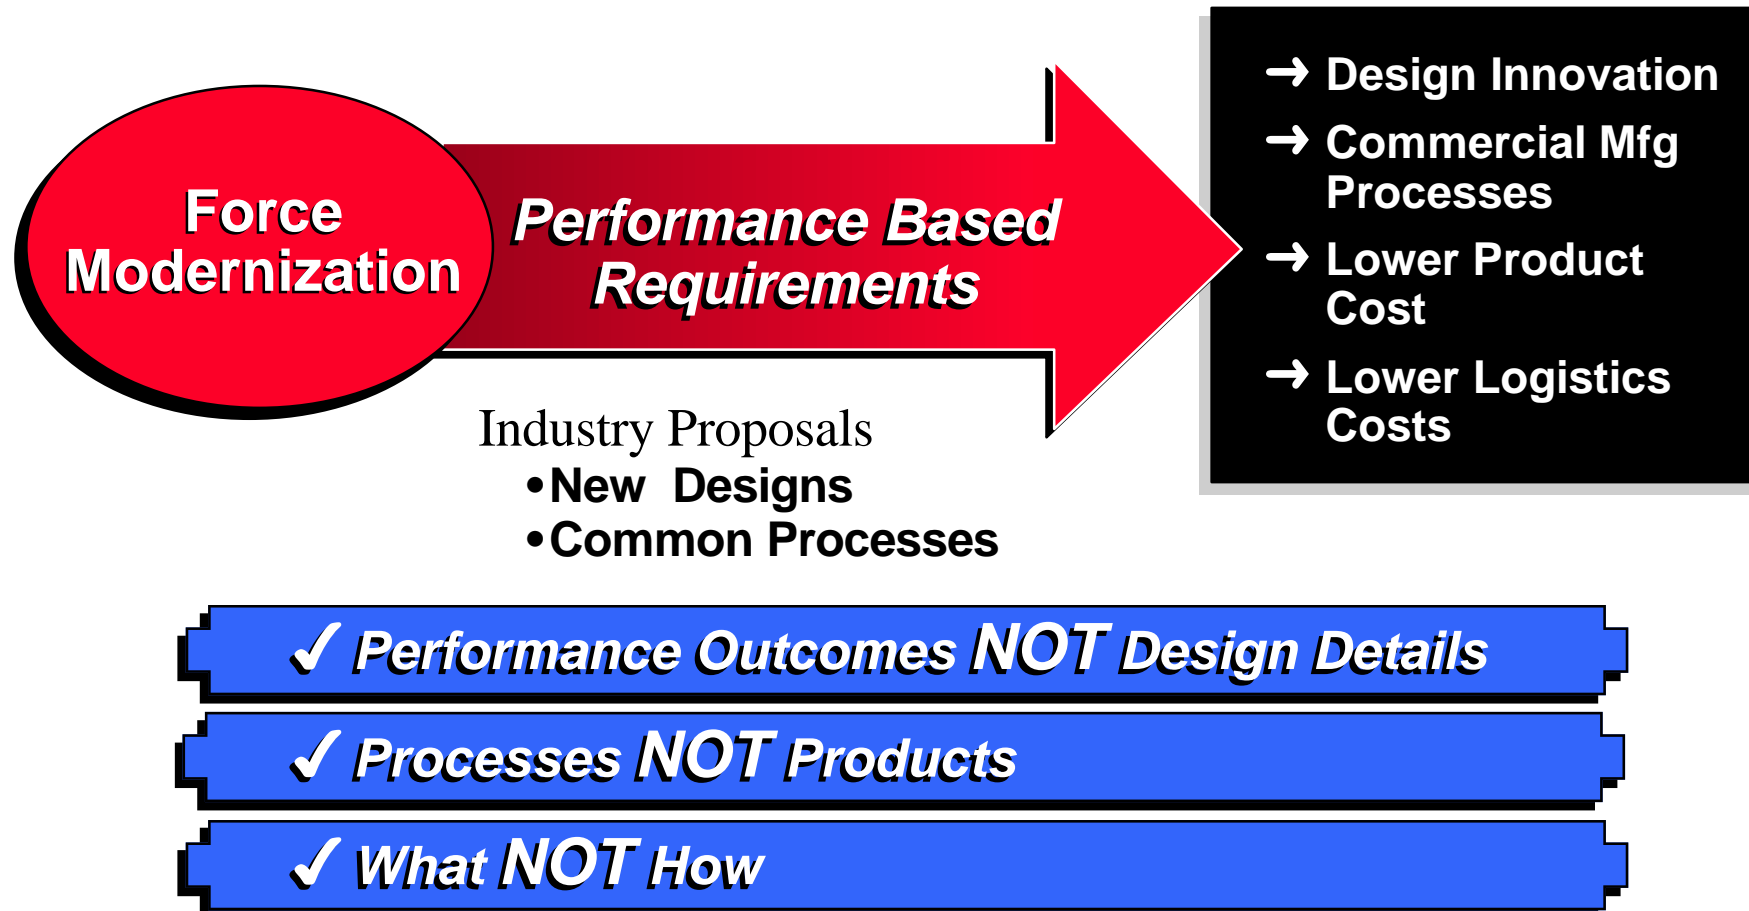 Force
Modernization
Performance Based
Requirements
➜ Design Innovation
➜ Commercial Mfg
Processes
➜ Lower Product
Cost
➜ Lower Logistics
Costs
Industry Proposals
•New Designs
•Common Processes
✓ Performance Outcomes NOT Design Details
✓ Processes NOT Products
✓ What NOT How